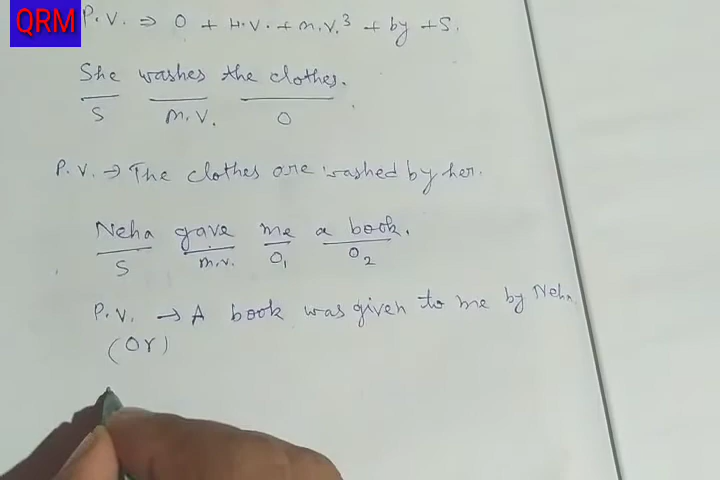 QRM
P.V. ⇒ O + H.V. + m.V.³ + by + S.
She washes the clothes.
S m.V. O
P.V. → The clothes are washed by her.
Neha gave me a book.
S m.v. O₁ O₂
P.V. → A book was given to me by Neha
(Or)